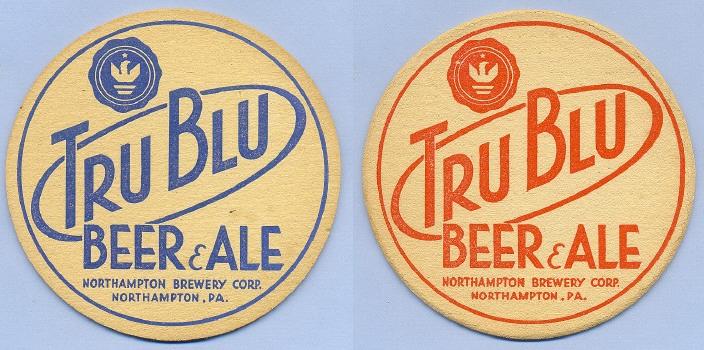 TRU BLU
BEER & ALE
NORTHAMPTON BREWERY CORP.
NORTHAMPTON, PA.
TRU BLU
BEER & ALE
NORTHAMPTON BREWERY CORP.
NORTHAMPTON, PA.